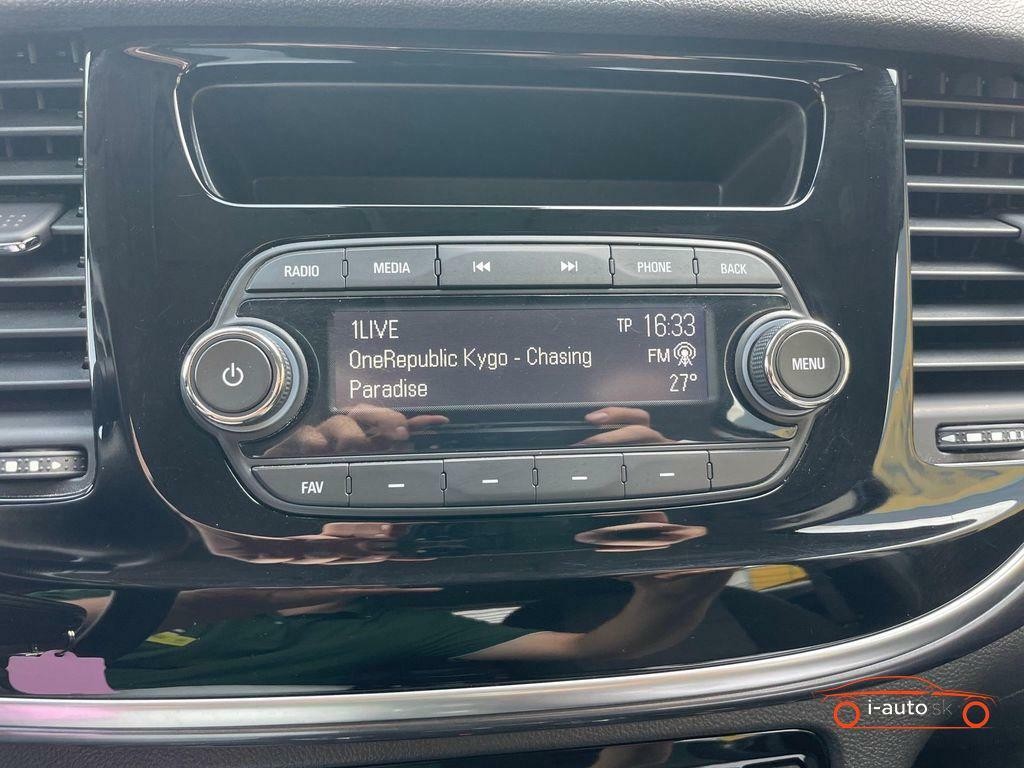 RADIO MEDIA PHONE BACK
1LIVE TP 16:33
OneRepublic Kygo - Chasing FM
Paradise 27°
MENU
FAV
i-auto.sk